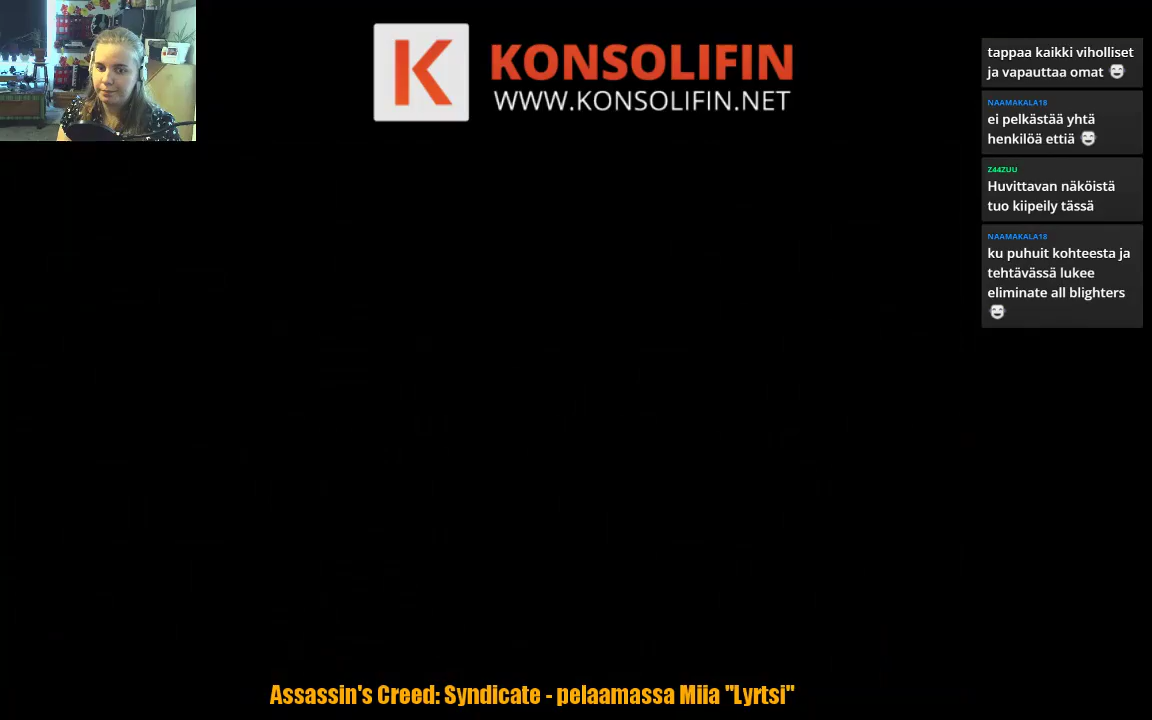 K KONSOLIFIN
WWW.KONSOLIFIN.NET
tappaa kaikki viholliset
ja vapauttaa omat
NAAMAKALA18
ei pelkästää yhtä
henkilöä ettiä
Z44ZUU
Huvittavan näköistä
tuo kiipeily tässä
NAAMAKALA18
ku puhuit kohteesta ja
tehtävässä lukee
eliminate all blighters
Assassin's Creed: Syndicate - pelaamassa Miia "Lyrtsi"